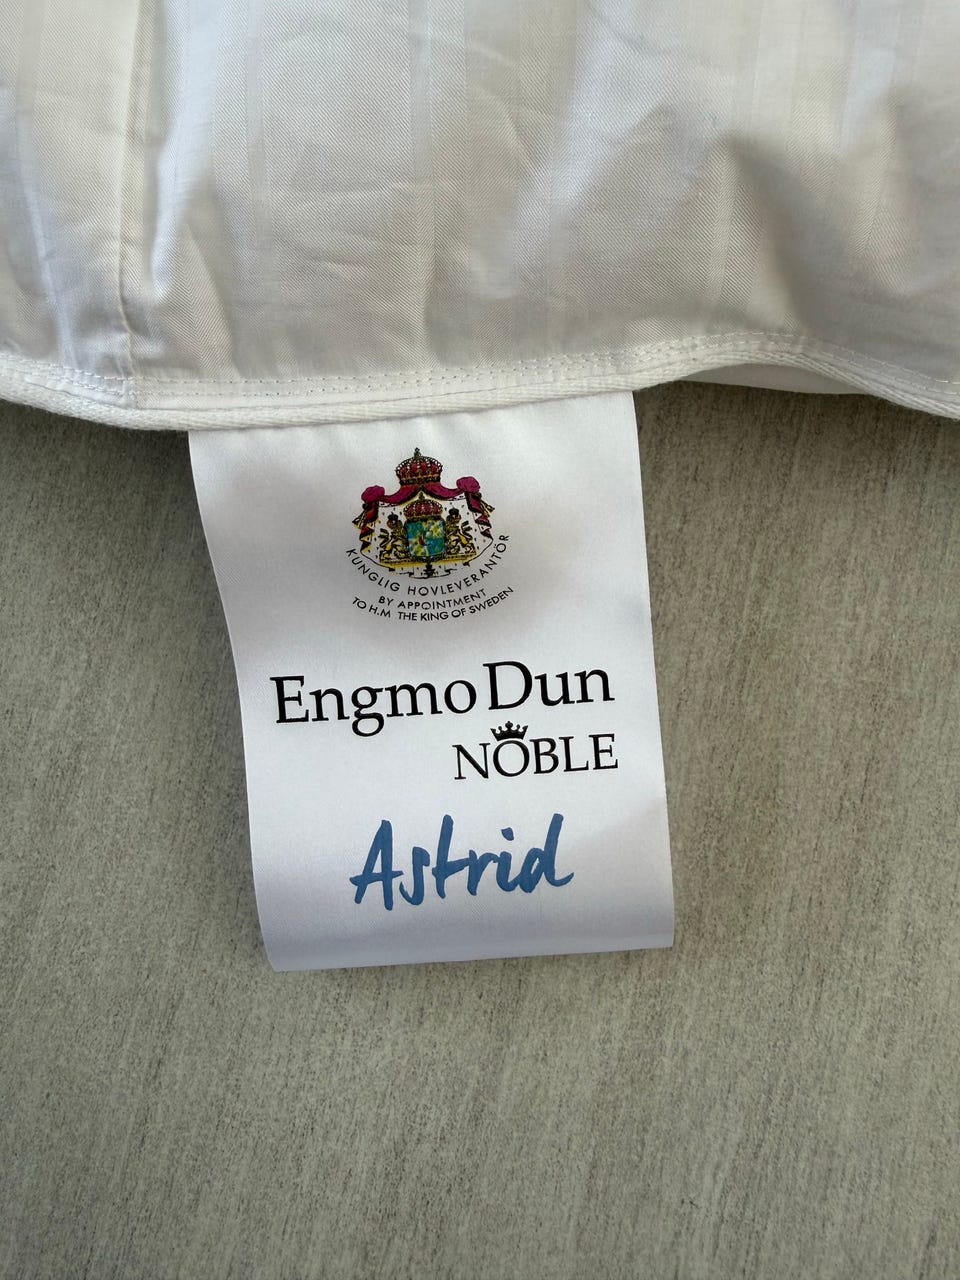 KUNGLIG HOVLEVERANTÖR
BY APPOINTMENT
TO H.M THE KING OF SWEDEN
Engmo Dun
NOBLE
Astrid